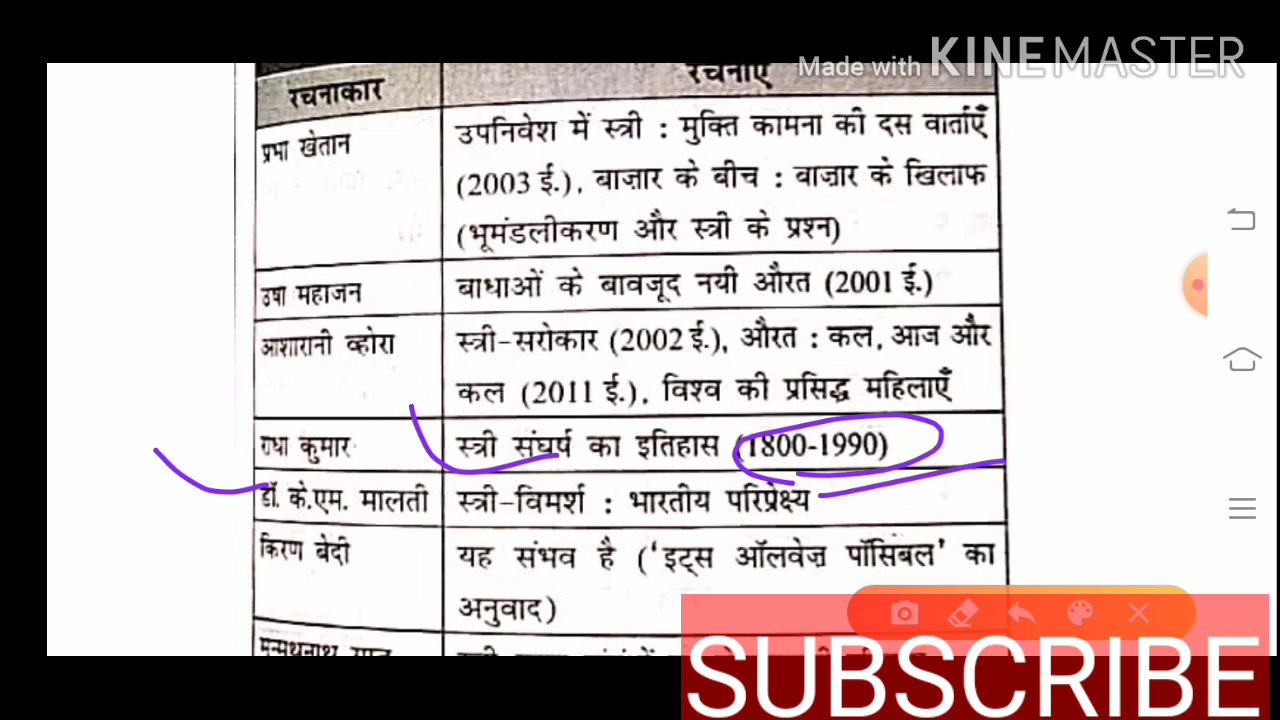 Made with KINEMASTER
रचनाकार रचनाएँ
प्रभा खेतान उपनिवेश में स्त्री : मुक्ति कामना की दस वार्ताएँ
(2003 ई.), बाज़ार के बीच : बाज़ार के खिलाफ
(भूमंडलीकरण और स्त्री के प्रश्न)
उषा महाजन बाधाओं के बावजूद नयी औरत (2001 ई.)
आशारानी व्होरा स्त्री-सरोकार (2002 ई.), औरत : कल, आज और
कल (2011 ई.), विश्व की प्रसिद्ध महिलाएँ
राधा कुमार स्त्री संघर्ष का इतिहास (1800-1990)
डॉ. के.एम. मालती स्त्री-विमर्श : भारतीय परिप्रेक्ष्य
किरण बेदी यह संभव है ('इट्स ऑलवेज़ पॉसिबल' का
अनुवाद)
SUBSCRIBE